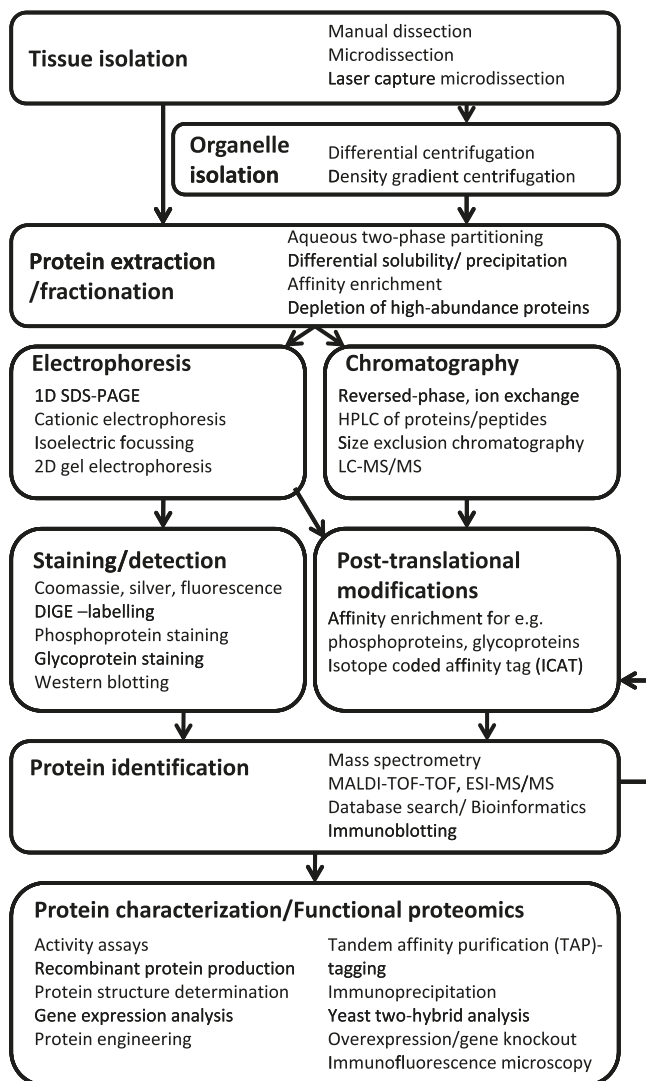 Tissue isolation
Manual dissection
Microdissection
Laser capture microdissection
Organelle
isolation
Differential centrifugation
Density gradient centrifugation
Protein extraction
/fractionation
Aqueous two-phase partitioning
Differential solubility/ precipitation
Affinity enrichment
Depletion of high-abundance proteins
Electrophoresis
1D SDS-PAGE
Cationic electrophoresis
Isoelectric focussing
2D gel electrophoresis
Chromatography
Reversed-phase, ion exchange
HPLC of proteins/peptides
Size exclusion chromatography
LC-MS/MS
Staining/detection
Coomassie, silver, fluorescence
DIGE –labelling
Phosphoprotein staining
Glycoprotein staining
Western blotting
Post-translational
modifications
Affinity enrichment for e.g.
phosphoproteins, glycoproteins
Isotope coded affinity tag (ICAT)
Protein identification
Mass spectrometry
MALDI-TOF-TOF, ESI-MS/MS
Database search/ Bioinformatics
Immunoblotting
Protein characterization/Functional proteomics
Activity assays
Recombinant protein production
Protein structure determination
Gene expression analysis
Protein engineering
Tandem affinity purification (TAP)-
tagging
Immunoprecipitation
Yeast two-hybrid analysis
Overexpression/gene knockout
Immunofluorescence microscopy